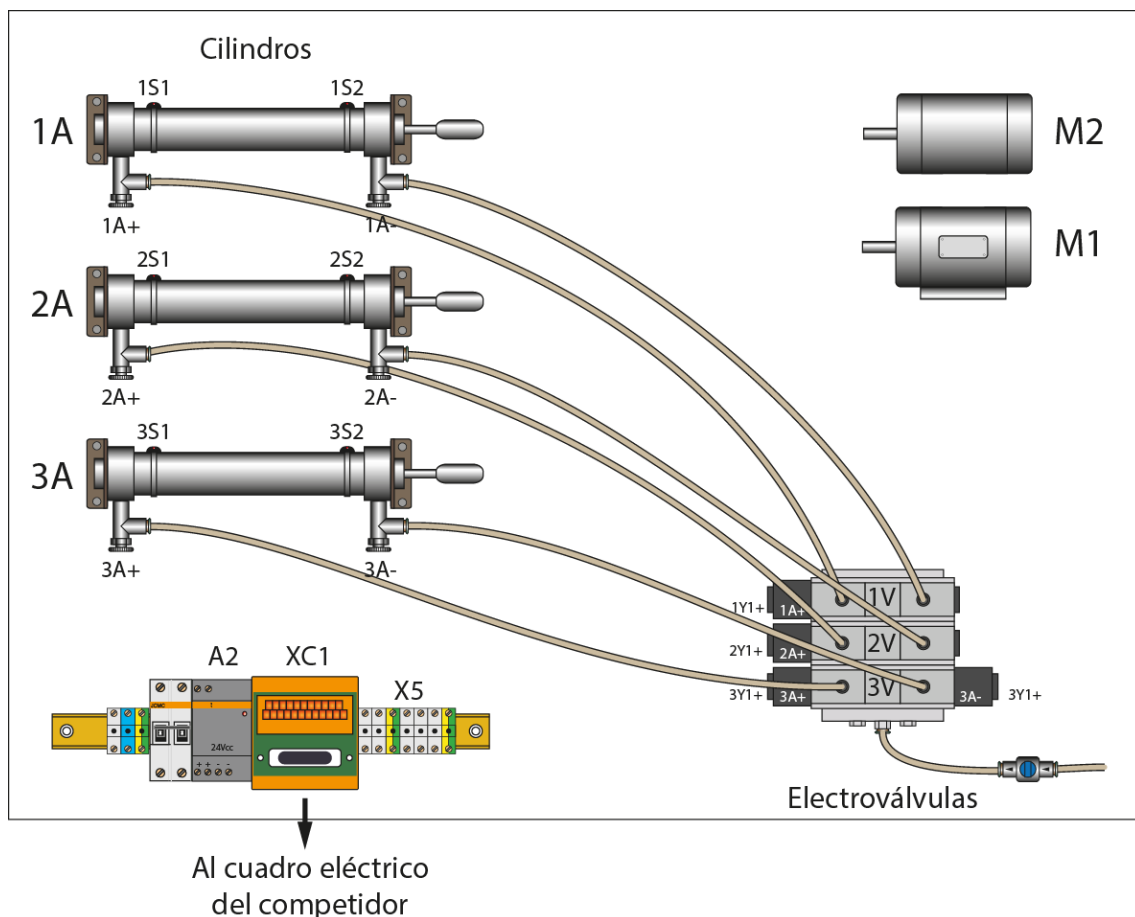 Cilindros
1S1
1S2
1A
1A+
1A-
M2
M1
2S1
2S2
2A
2A+
2A-
3S1
3S2
3A
3A+
3A-
1Y1+
1A+
1V
2Y1+
2A+
2V
3Y1+
3A+
3V
3A-
3Y1+
A2
XC1
X5
1
24Vcc
+ + - -
Electroválvulas
Al cuadro eléctrico
del competidor